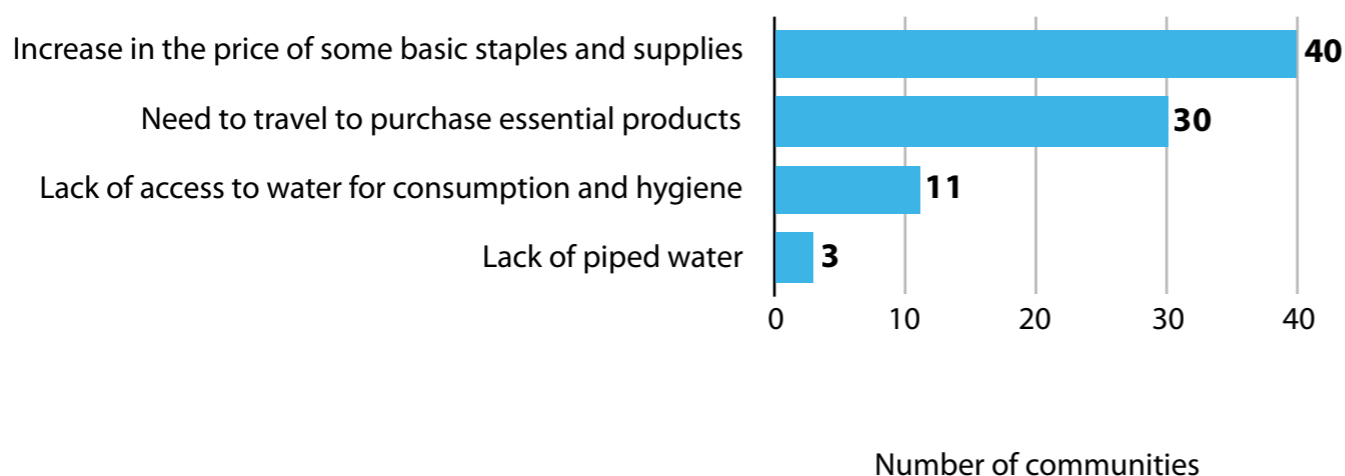 Increase in the price of some basic staples and supplies 40
Need to travel to purchase essential products 30
Lack of access to water for consumption and hygiene 11
Lack of piped water 3
0 10 20 30 40
Number of communities